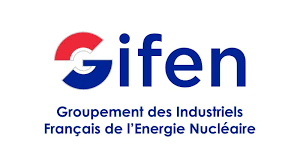 Gifen
Groupement des Industriels
Français de l'Energie Nucléaire